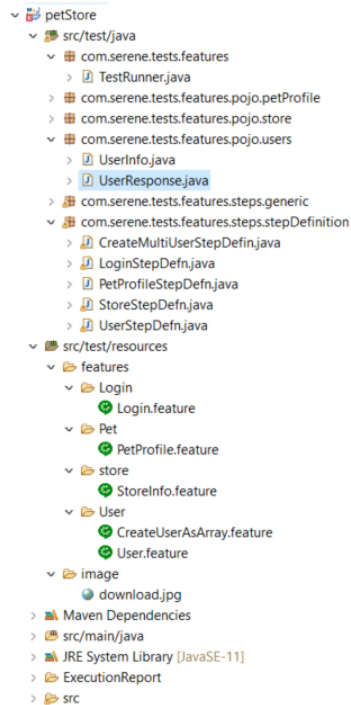 petStore
src/test/java
com.serene.tests.features
TestRunner.java
com.serene.tests.features.pojo.petProfile
com.serene.tests.features.pojo.store
com.serene.tests.features.pojo.users
UserInfo.java
UserResponse.java
com.serene.tests.features.steps.generic
com.serene.tests.features.steps.stepDefinition
CreateMultiUserStepDefin.java
LoginStepDefn.java
PetProfileStepDefn.java
StoreStepDefn.java
UserStepDefn.java
src/test/resources
features
Login
Login.feature
Pet
PetProfile.feature
store
StoreInfo.feature
User
CreateUserAsArray.feature
User.feature
image
download.jpg
Maven Dependencies
src/main/java
JRE System Library [JavaSE-11]
ExecutionReport
src